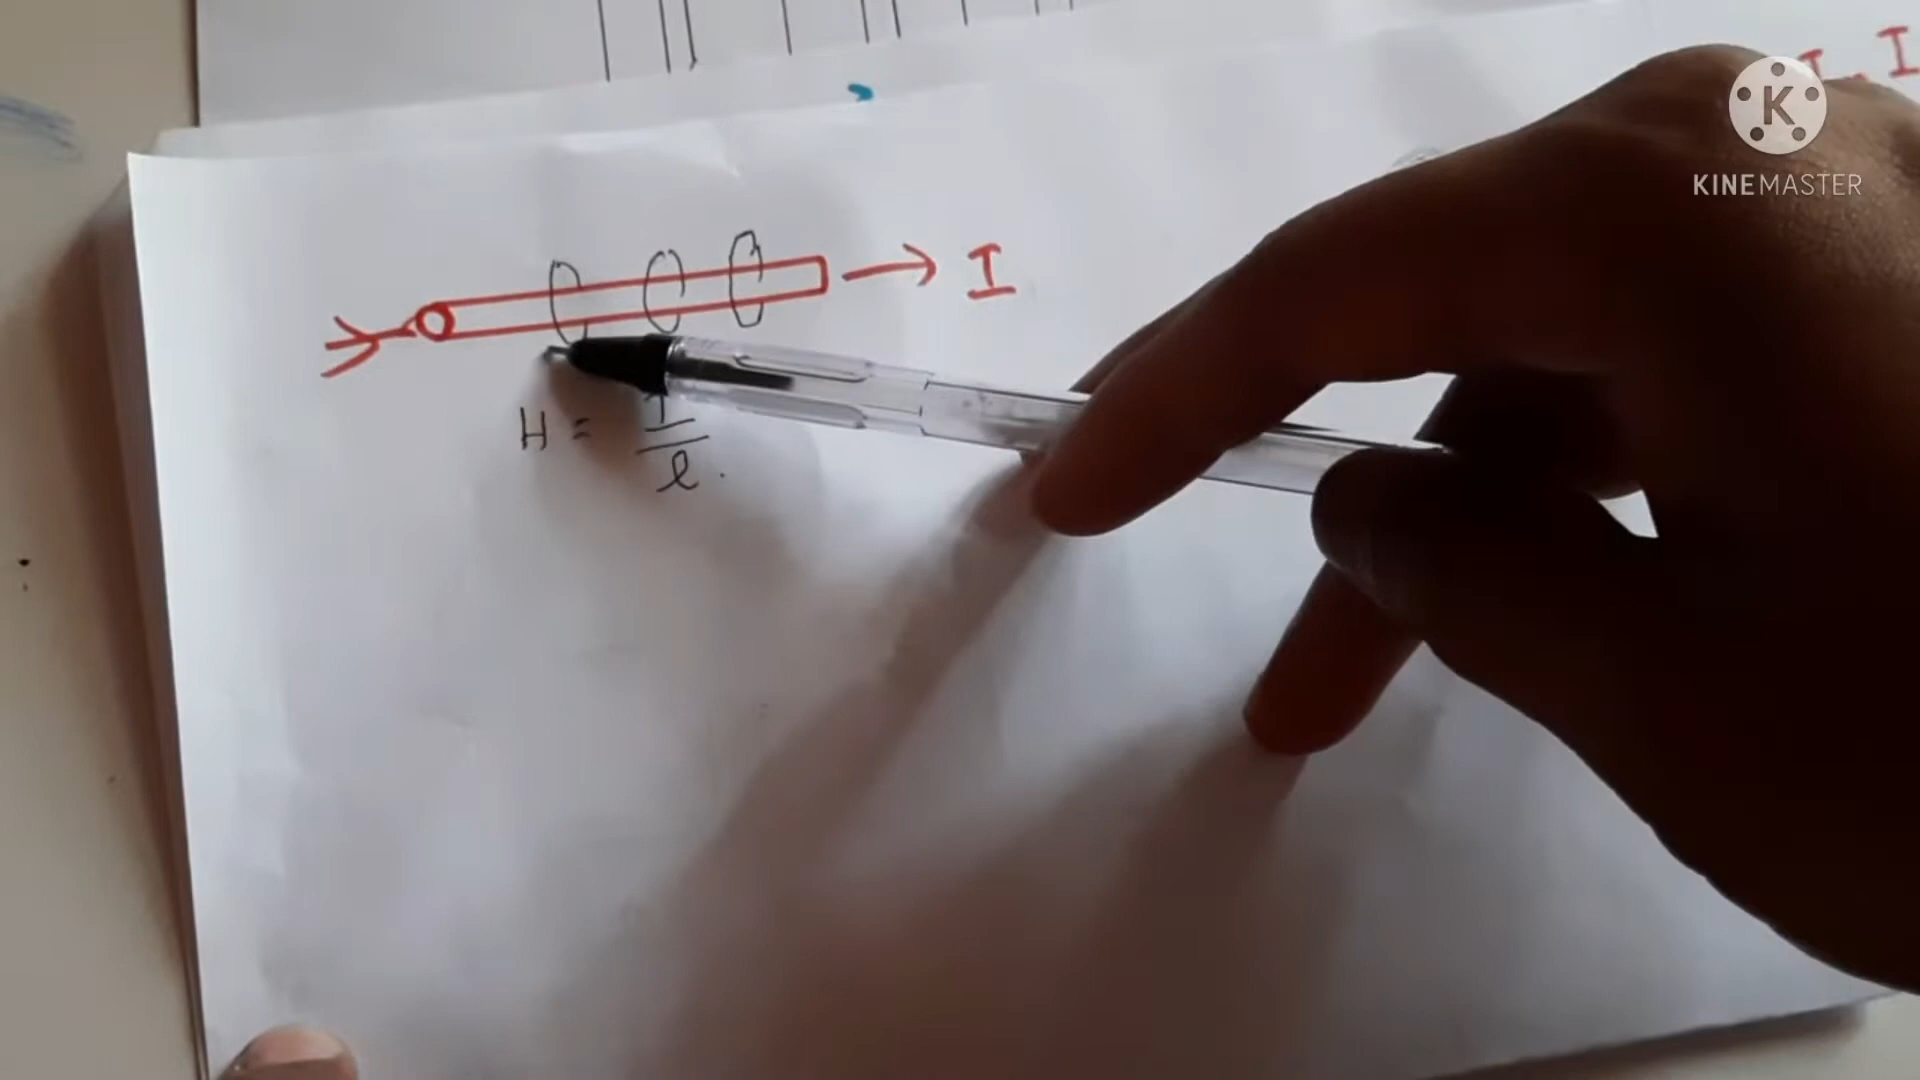 I, I
K
KINEMASTER
I
H = I
l.